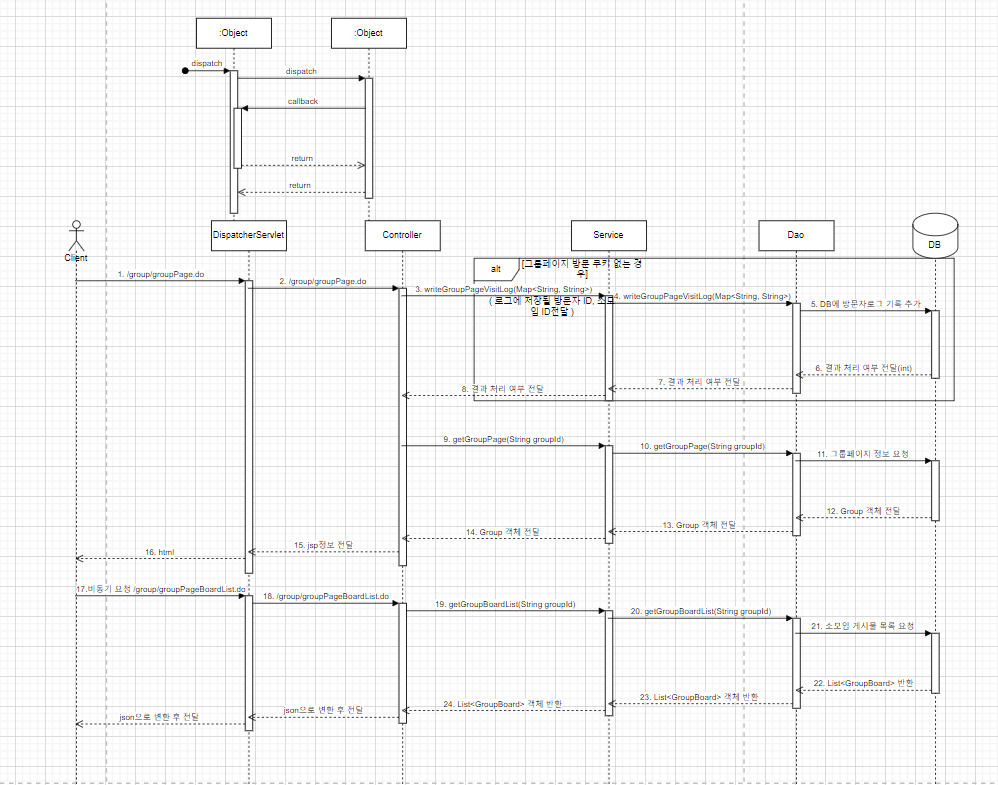 :Object
:Object
dispatch
dispatch
callback
return
return
Client
DispatcherServlet
Controller
Service
Dao
DB
alt
[그룹페이지 방문 쿠키 없는 경
우]
1. /group/groupPage.do
2. /group/groupPage.do
3. writeGroupPageVisitLog(Map<String, String>)
( 로그에 저장될 방문자 ID, 소모
임 ID전달 )
4. writeGroupPageVisitLog(Map<String, String>)
5. DB에 방문자로그 기록 추가
6. 결과 처리 여부 전달(int)
7. 결과 처리 여부 전달
8. 결과 처리 여부 전달
9. getGroupPage(String groupId)
10. getGroupPage(String groupId)
11. 그룹페이지 정보 요청
12. Group 객체 전달
13. Group 객체 전달
14. Group 객체 전달
15. jsp정보 전달
16. html
17.비동기 요청 /group/groupPageBoardList.do
18. /group/groupPageBoardList.do
19. getGroupBoardList(String groupId)
20. getGroupBoardList(String groupId)
21. 소모임 게시물 목록 요청
22. List<GroupBoard> 반환
23. List<GroupBoard> 객체 반환
24. List<GroupBoard> 객체 반환
json으로 변환 후 전달
json으로 변환 후 전달